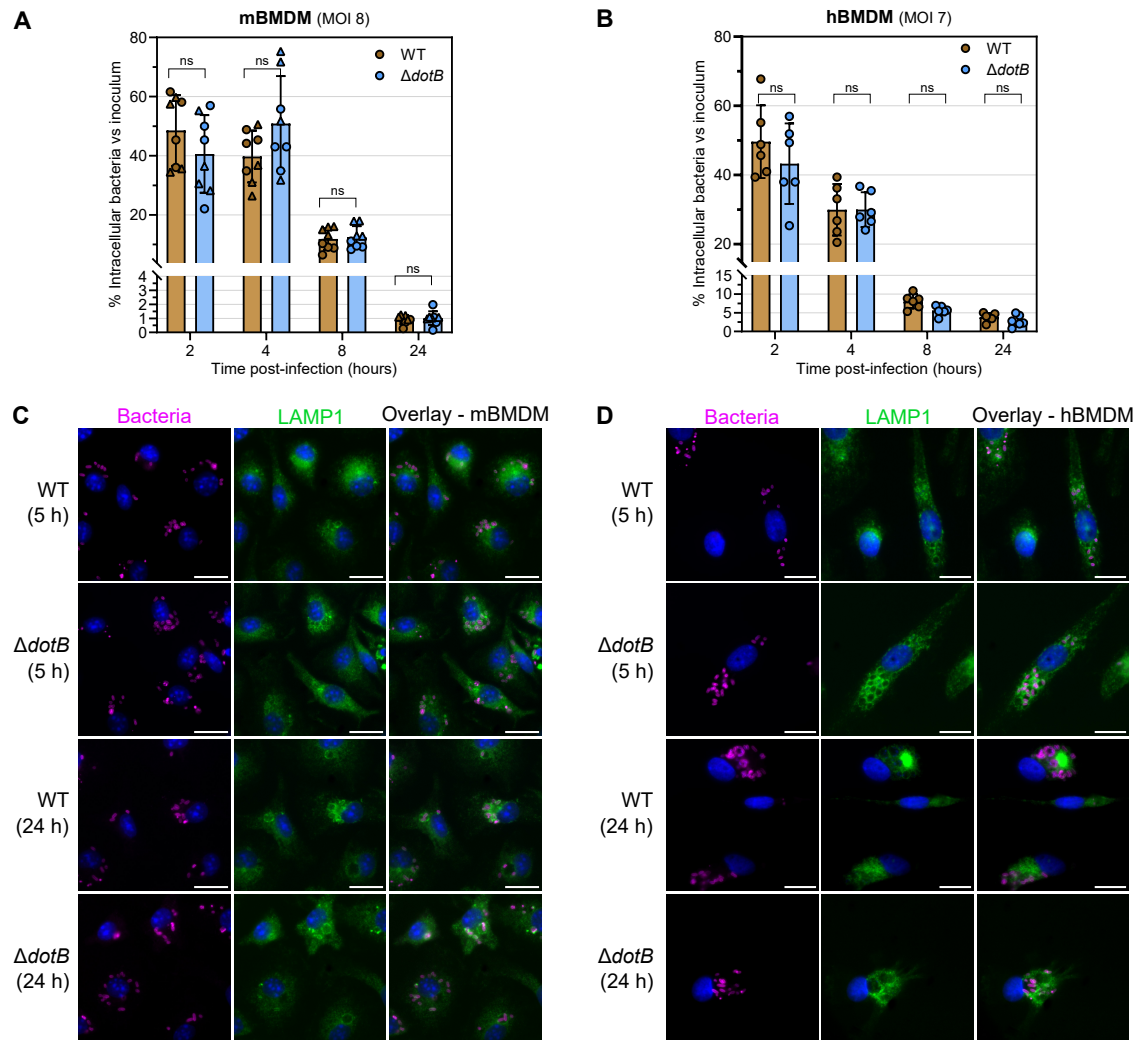 A
mBMDM (MOI 8)
% Intracellular bacteria vs inoculum
80
60
40
20
4
3
2
1
0
ns
ns
ns
ns
WT
ΔdotB
2
4
8
24
Time post-infection (hours)
B
hBMDM (MOI 7)
% Intracellular bacteria vs inoculum
80
60
40
20
15
10
5
0
ns
ns
ns
ns
WT
ΔdotB
2
4
8
24
Time post-infection (hours)
C
Bacteria
LAMP1
Overlay - mBMDM
WT
(5 h)
ΔdotB
(5 h)
WT
(24 h)
ΔdotB
(24 h)
D
Bacteria
LAMP1
Overlay - hBMDM
WT
(5 h)
ΔdotB
(5 h)
WT
(24 h)
ΔdotB
(24 h)